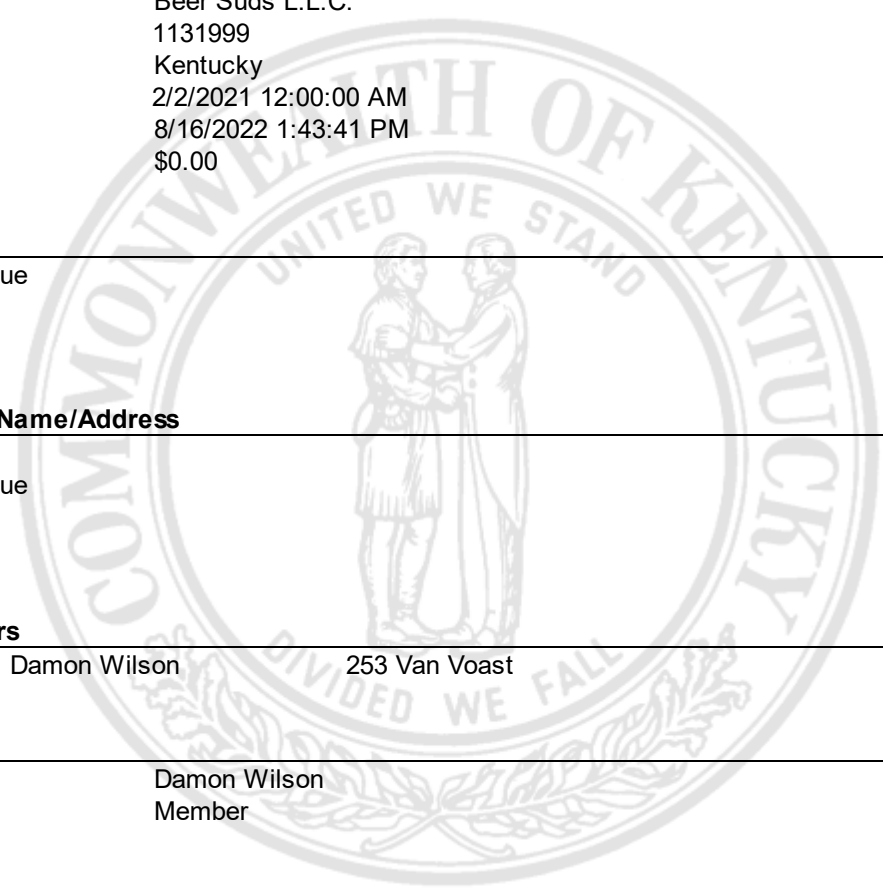 Beer Suds L.L.C.
1131999
Kentucky
2/2/2021 12:00:00 AM
8/16/2022 1:43:41 PM
$0.00
ue
Name/Address
ue
rs
Damon Wilson 253 Van Voast
Damon Wilson
Member
COMMONWEALTH OF KENTUCKY
UNITED WE STAND
DIVIDED WE FALL